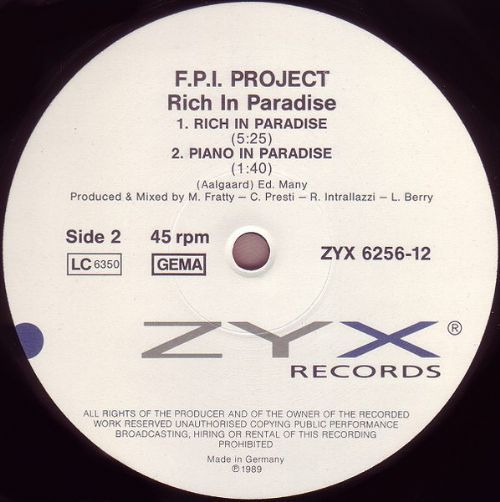 F.P.I. PROJECT
Rich In Paradise
1. RICH IN PARADISE
(5:25)
2. PIANO IN PARADISE
(1:40)
(Aalgaard) Ed. Many
Produced & Mixed by M. Fratty – C. Presti – R. Intrallazzi – L. Berry
Side 2 45 rpm ZYX 6256-12
LC 6350 GEMA
ZYX ®
RECORDS
ALL RIGHTS OF THE PRODUCER AND OF THE OWNER OF THE RECORDED
WORK RESERVED UNAUTHORISED COPYING PUBLIC PERFORMANCE
BROADCASTING, HIRING OR RENTAL OF THIS RECORDING
PROHIBITED
Made in Germany
℗ 1989